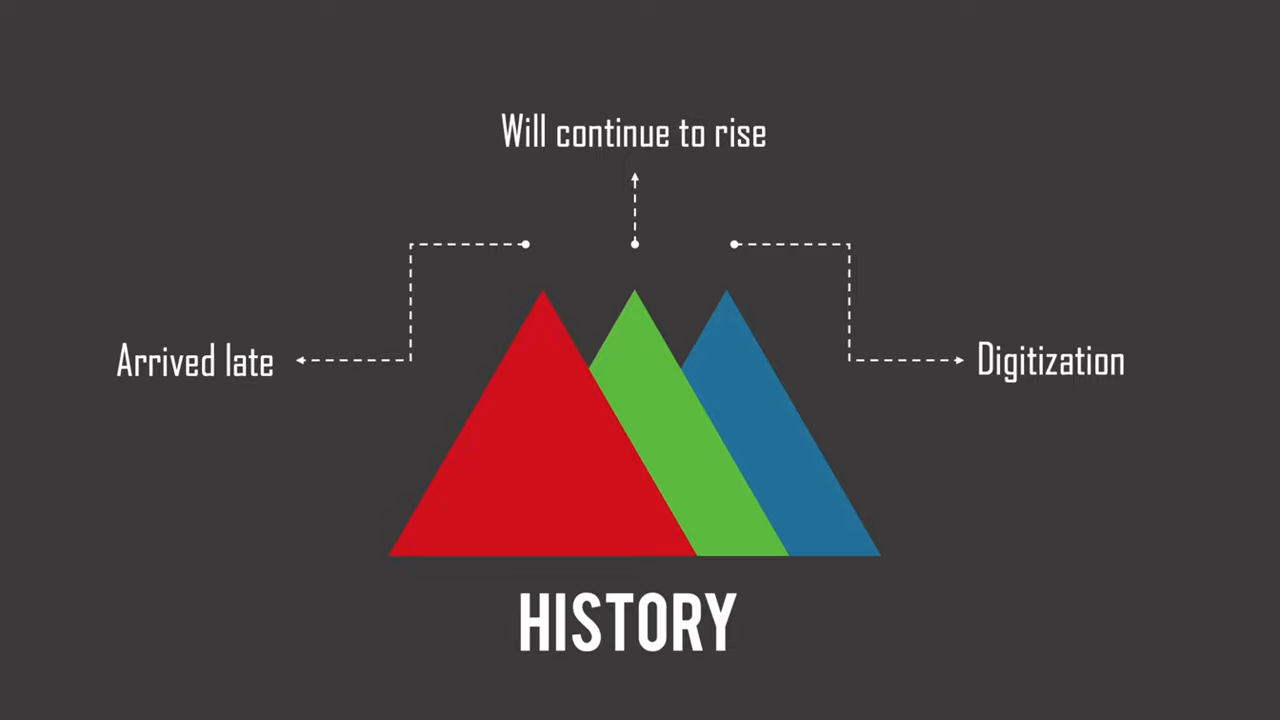 Will continue to rise
Arrived late
Digitization
HISTORY